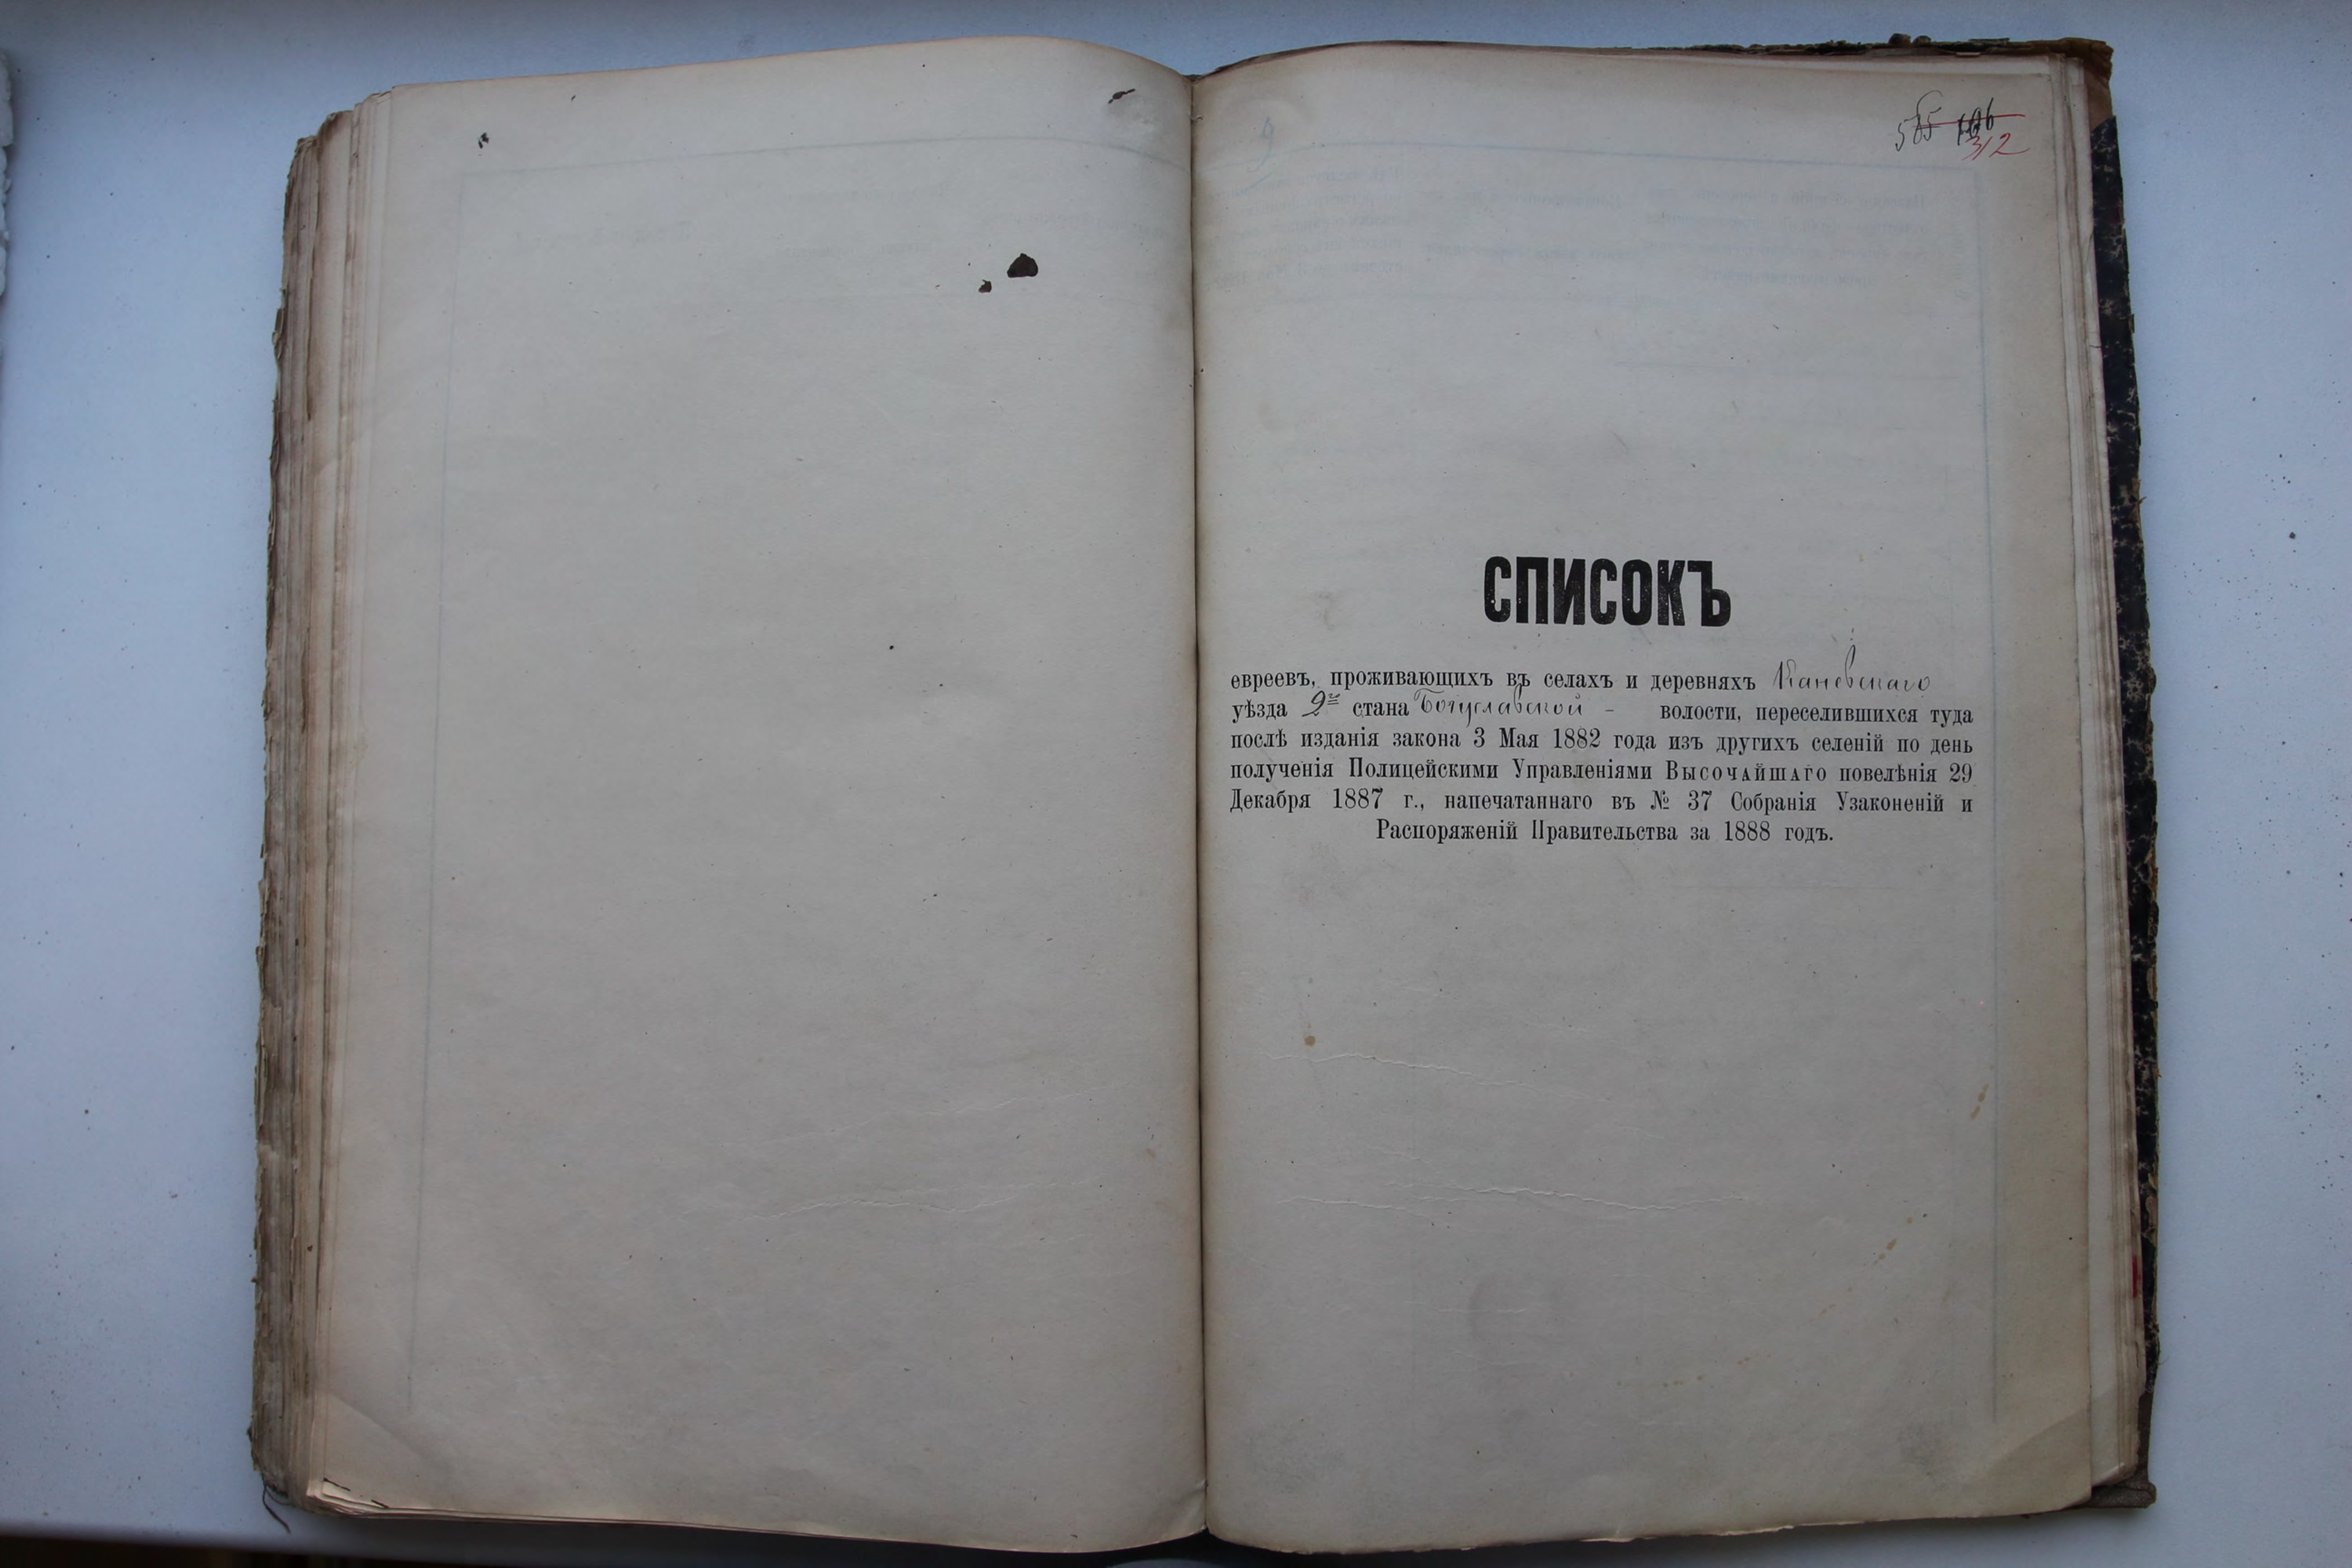 312
СПИСОКЪ
евреевъ, проживающихъ въ селахъ и деревняхъ Каневскаго
уѣзда 2го стана Богуславской - волости, переселившихся туда
послѣ изданія закона 3 Мая 1882 года изъ другихъ селеній по день
полученія Полицейскими Управленіями Высочайшаго повелѣнія 29
Декабря 1887 г., напечатаннаго въ № 37 Собранія Узаконеній и
Распоряженій Правительства за 1888 годъ.